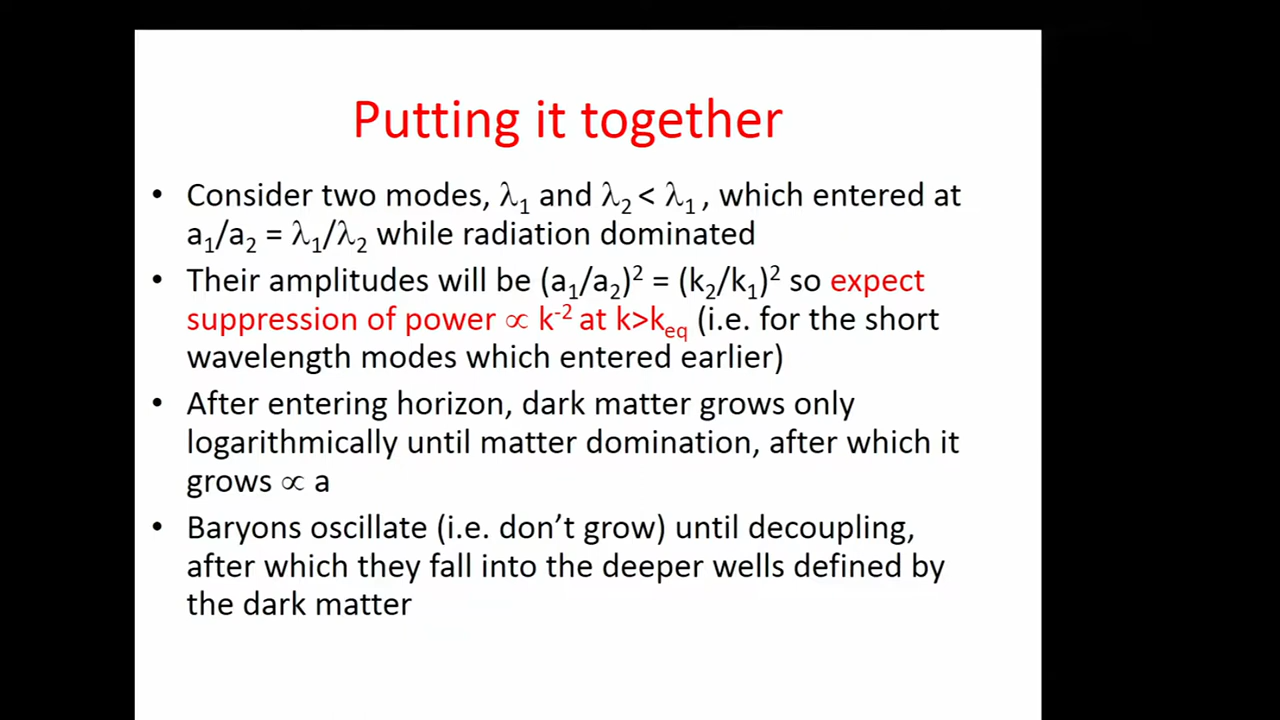 Putting it together
• Consider two modes, λ₁ and λ₂ < λ₁ , which entered at
a₁/a₂ = λ₁/λ₂ while radiation dominated
• Their amplitudes will be (a₁/a₂)² = (k₂/k₁)² so expect
suppression of power ∝ k⁻² at k>k_eq (i.e. for the short
wavelength modes which entered earlier)
• After entering horizon, dark matter grows only
logarithmically until matter domination, after which it
grows ∝ a
• Baryons oscillate (i.e. don’t grow) until decoupling,
after which they fall into the deeper wells defined by
the dark matter